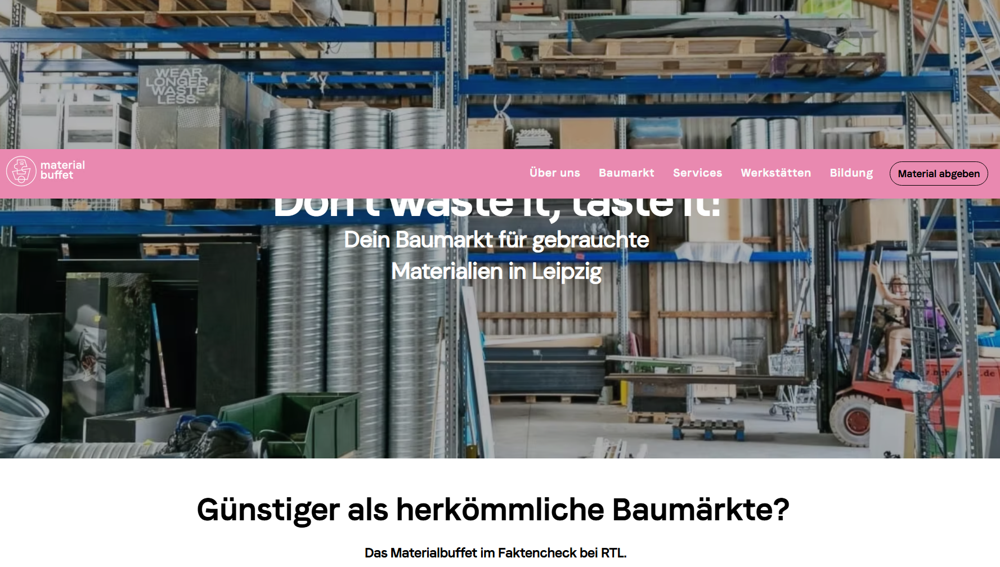 WEAR
LONGER
WASTE
LESS.
material
buffet
Über uns
Baumarkt
Services
Werkstätten
Bildung
Material abgeben
Don't waste it, taste it!
Dein Baumarkt für gebrauchte
Materialien in Leipzig
Günstiger als herkömmliche Baumärkte?
Das Materialbuffet im Faktencheck bei RTL.